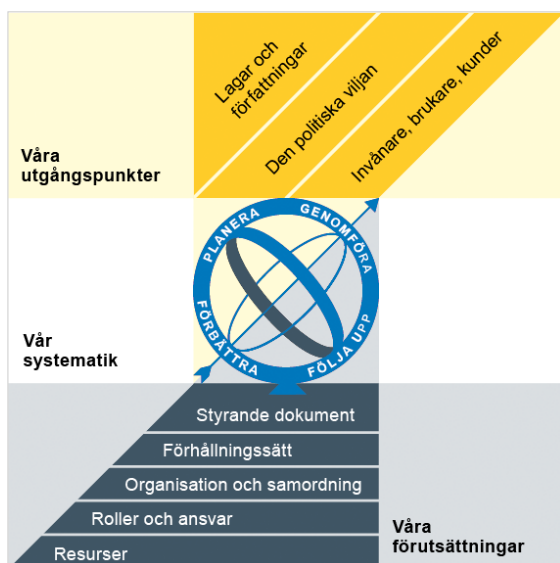 Lagar och
författningar
Den politiska viljan
Invånare, brukare, kunder
Våra
utgångspunkter
PLANERA
GENOMFÖRA
FÖLJA UPP
FÖRBÄTTRA
Vår
systematik
Styrande dokument
Förhållningssätt
Organisation och samordning
Roller och ansvar
Resurser
Våra
förutsättningar